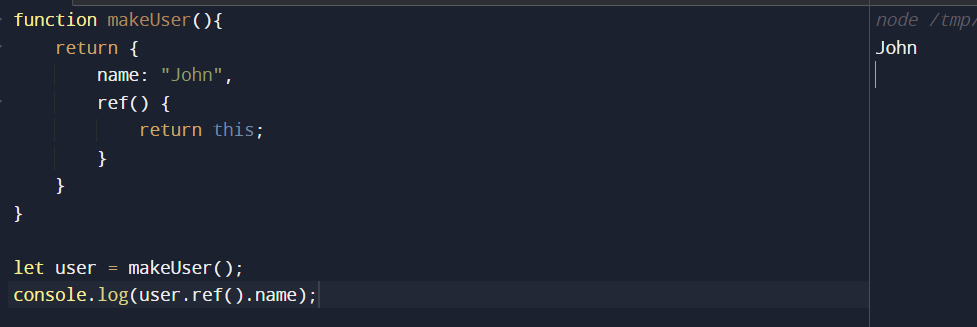 function makeUser(){
    return {
        name: "John",
        ref() {
            return this;
        }
    }
}
let user = makeUser();
console.log(user.ref().name);
node /tmp/
John